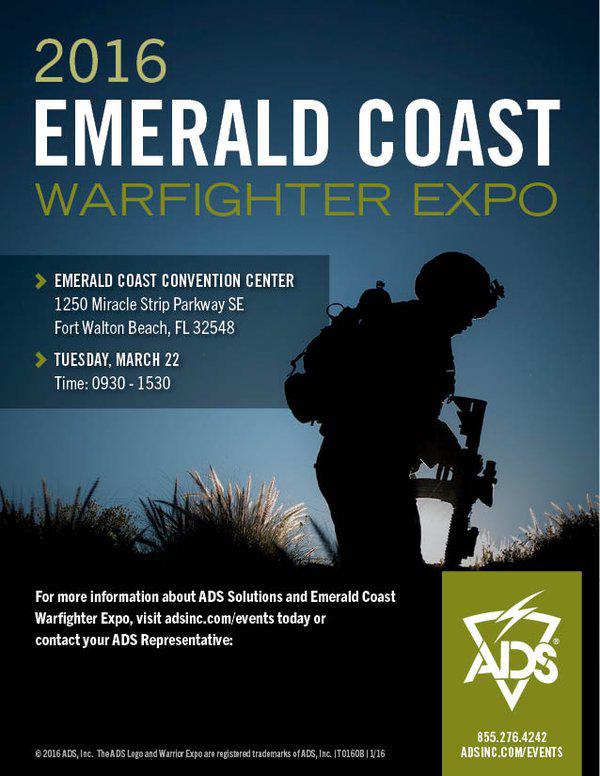 2016
EMERALD COAST
WARFIGHTER EXPO
EMERALD COAST CONVENTION CENTER
1250 Miracle Strip Parkway SE
Fort Walton Beach, FL 32548
TUESDAY, MARCH 22
Time: 0930 - 1530
For more information about ADS Solutions and Emerald Coast
Warfighter Expo, visit adsinc.com/events today or
contact your ADS Representative:
ADS®
855.276.4242
ADSINC.COM/EVENTS
© 2016 ADS, Inc. The ADS Logo and Warrior Expo are registered trademarks of ADS, Inc. | T0160B | 1/16